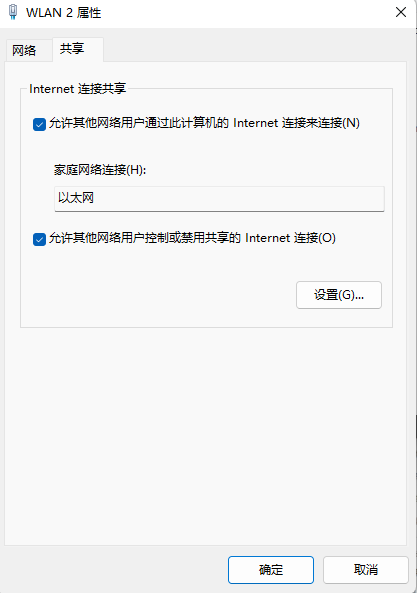 WLAN 2 属性
网络
共享
Internet 连接共享
允许其他网络用户通过此计算机的 Internet 连接来连接(N)
家庭网络连接(H):
以太网
允许其他网络用户控制或禁用共享的 Internet 连接(O)
设置(G)...
确定
取消